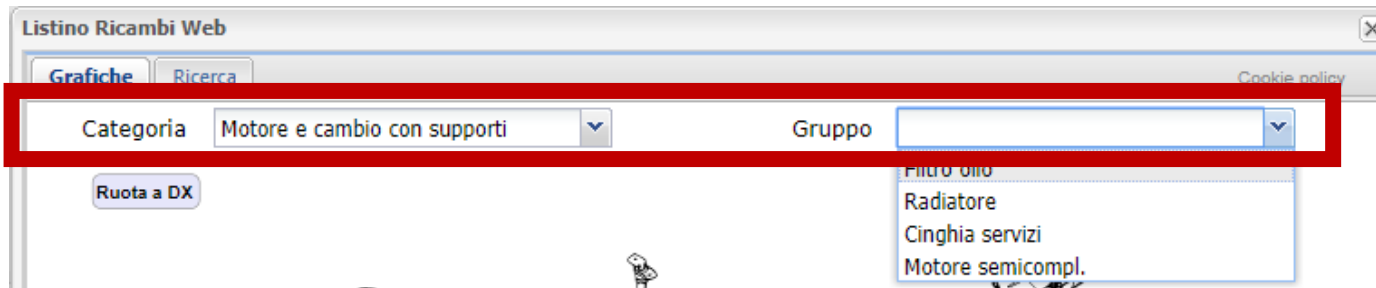 Listino Ricambi Web
Grafiche Ricerca Cookie policy
Categoria Motore e cambio con supporti Gruppo
Filtro olio
Ruota a DX
Radiatore
Cinghia servizi
Motore semicompl.